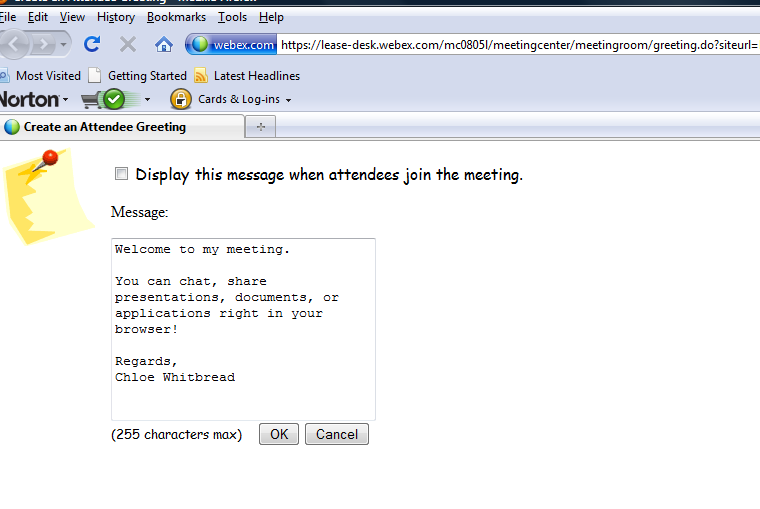 File Edit View History Bookmarks Tools Help
webex.com https://lease-desk.webex.com/mc0805l/meetingcenter/meetingroom/greeting.do?siteurl=
Most Visited Getting Started Latest Headlines
Norton Cards & Log-ins
Create an Attendee Greeting
Display this message when attendees join the meeting.
Message:
Welcome to my meeting.
You can chat, share
presentations, documents, or
applications right in your
browser!
Regards,
Chloe Whitbread
(255 characters max) OK Cancel